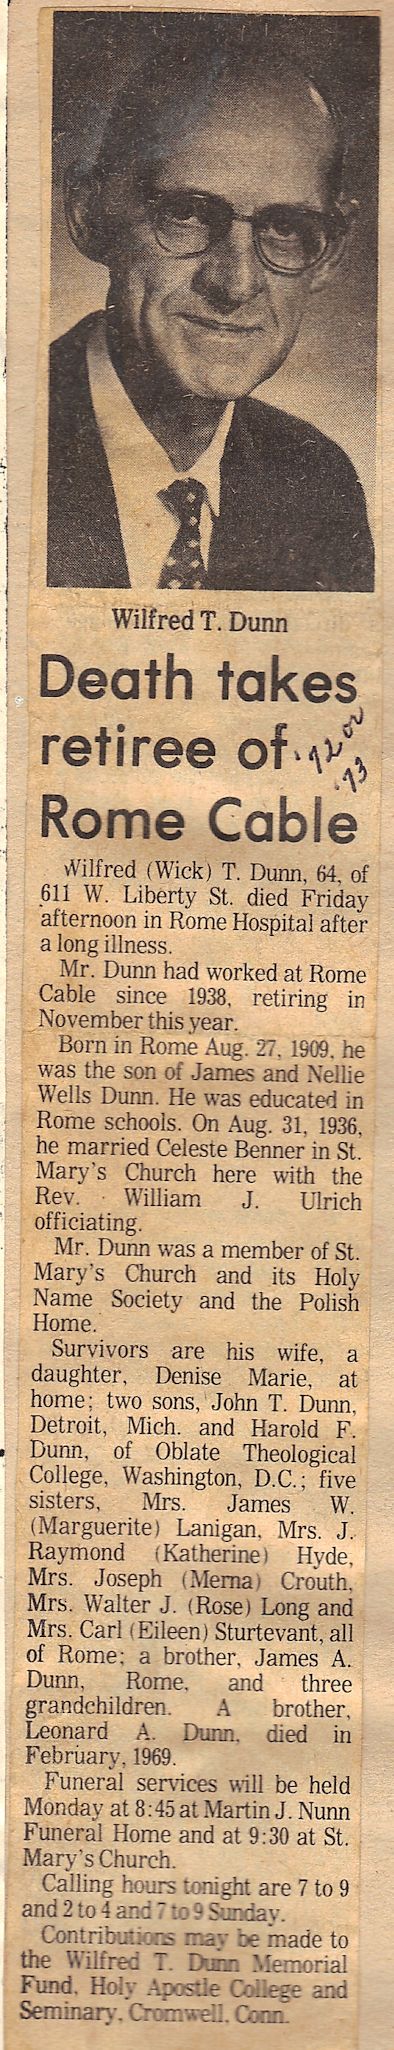 Wilfred T. Dunn
Death takes
retiree of
'72 or
'73
Rome Cable
Wilfred (Wick) T. Dunn, 64, of
611 W. Liberty St. died Friday
afternoon in Rome Hospital after
a long illness.
Mr. Dunn had worked at Rome
Cable since 1938, retiring in
November this year.
Born in Rome Aug. 27, 1909, he
was the son of James and Nellie
Wells Dunn. He was educated in
Rome schools. On Aug. 31, 1936,
he married Celeste Benner in St.
Mary's Church here with the
Rev. William J. Ulrich
officiating.
Mr. Dunn was a member of St.
Mary's Church and its Holy
Name Society and the Polish
Home.
Survivors are his wife, a
daughter, Denise Marie, at
home; two sons, John T. Dunn,
Detroit, Mich. and Harold F.
Dunn, of Oblate Theological
College, Washington, D.C.; five
sisters, Mrs. James W.
(Marguerite) Lanigan, Mrs. J.
Raymond (Katherine) Hyde,
Mrs. Joseph (Merna) Crouth,
Mrs. Walter J. (Rose) Long and
Mrs. Carl (Eileen) Sturtevant, all
of Rome; a brother, James A.
Dunn, Rome, and three
grandchildren. A brother,
Leonard A. Dunn, died in
February, 1969.
Funeral services will be held
Monday at 8:45 at Martin J. Nunn
Funeral Home and at 9:30 at St.
Mary's Church.
Calling hours tonight are 7 to 9
and 2 to 4 and 7 to 9 Sunday.
Contributions may be made to
the Wilfred T. Dunn Memorial
Fund, Holy Apostle College and
Seminary, Cromwell, Conn.